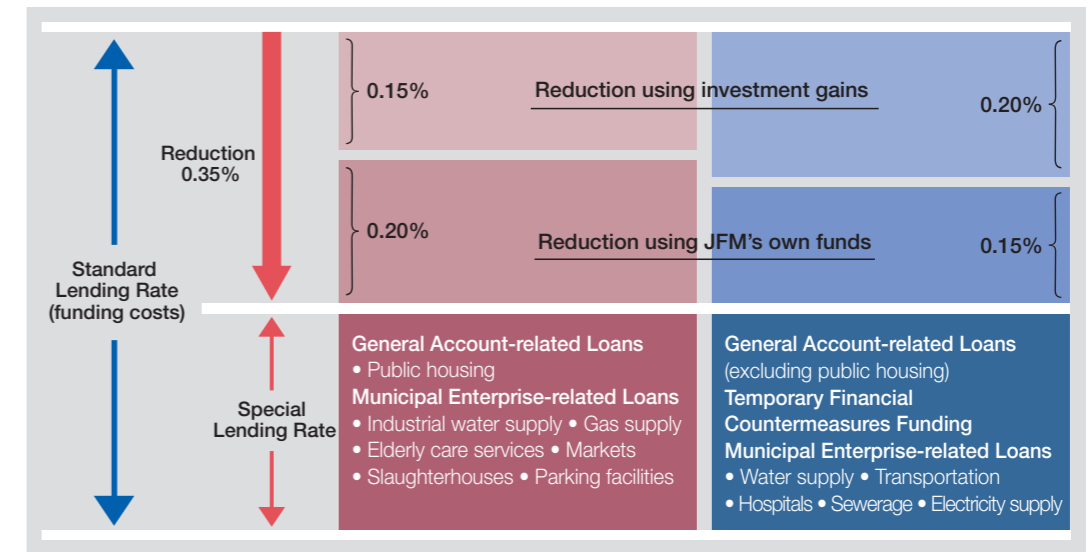 Standard
Lending Rate
(funding costs)
Reduction
0.35%
Special
Lending Rate
0.15%
Reduction using investment gains
0.20%
0.20%
Reduction using JFM's own funds
0.15%
General Account-related Loans
• Public housing
Municipal Enterprise-related Loans
• Industrial water supply • Gas supply
• Elderly care services • Markets
• Slaughterhouses • Parking facilities
General Account-related Loans
(excluding public housing)
Temporary Financial
Countermeasures Funding
Municipal Enterprise-related Loans
• Water supply • Transportation
• Hospitals • Sewerage • Electricity supply